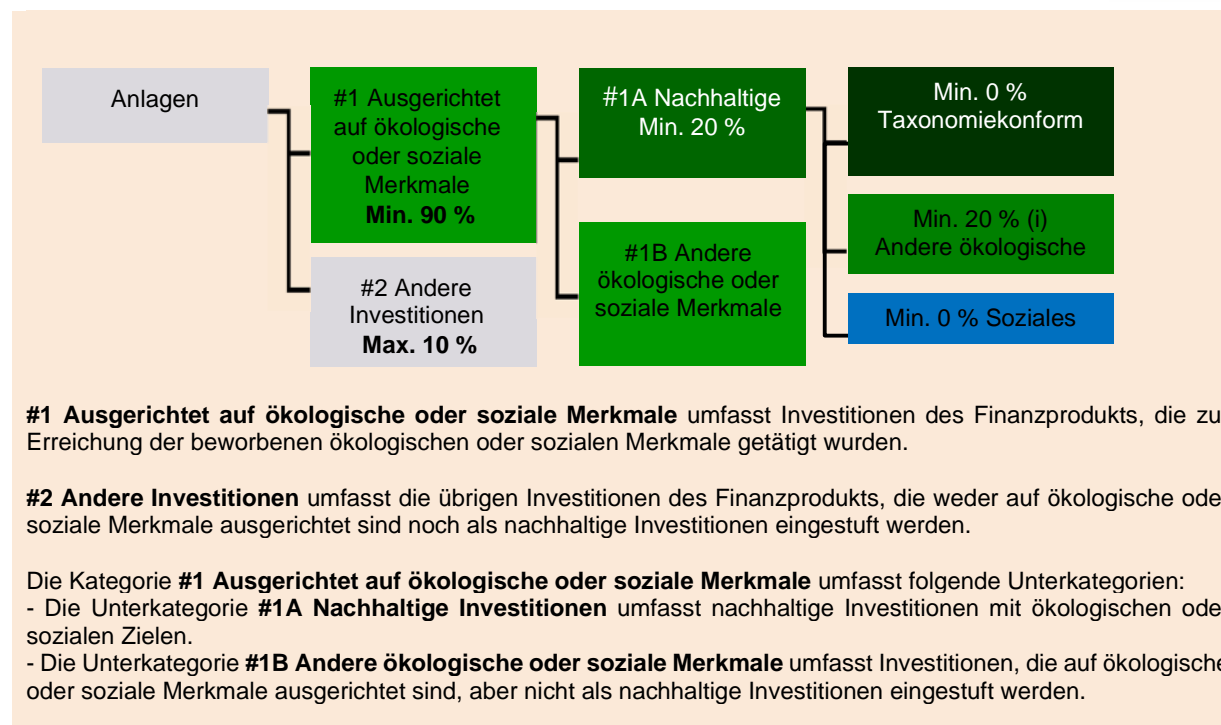 Anlagen
#1 Ausgerichtet
auf ökologische
oder soziale
Merkmale
Min. 90 %
#2 Andere
Investitionen
Max. 10 %
#1A Nachhaltige
Min. 20 %
#1B Andere
ökologische oder
soziale Merkmale
Min. 0 %
Taxonomiekonform
Min. 20 % (i)
Andere ökologische
Min. 0 % Soziales
#1 Ausgerichtet auf ökologische oder soziale Merkmale umfasst Investitionen des Finanzprodukts, die zu
Erreichung der beworbenen ökologischen oder sozialen Merkmale getätigt wurden.
#2 Andere Investitionen umfasst die übrigen Investitionen des Finanzprodukts, die weder auf ökologische ode
soziale Merkmale ausgerichtet sind noch als nachhaltige Investitionen eingestuft werden.
Die Kategorie #1 Ausgerichtet auf ökologische oder soziale Merkmale umfasst folgende Unterkategorien:
- Die Unterkategorie #1A Nachhaltige Investitionen umfasst nachhaltige Investitionen mit ökologischen ode
sozialen Zielen.
- Die Unterkategorie #1B Andere ökologische oder soziale Merkmale umfasst Investitionen, die auf ökologische
oder soziale Merkmale ausgerichtet sind, aber nicht als nachhaltige Investitionen eingestuft werden.